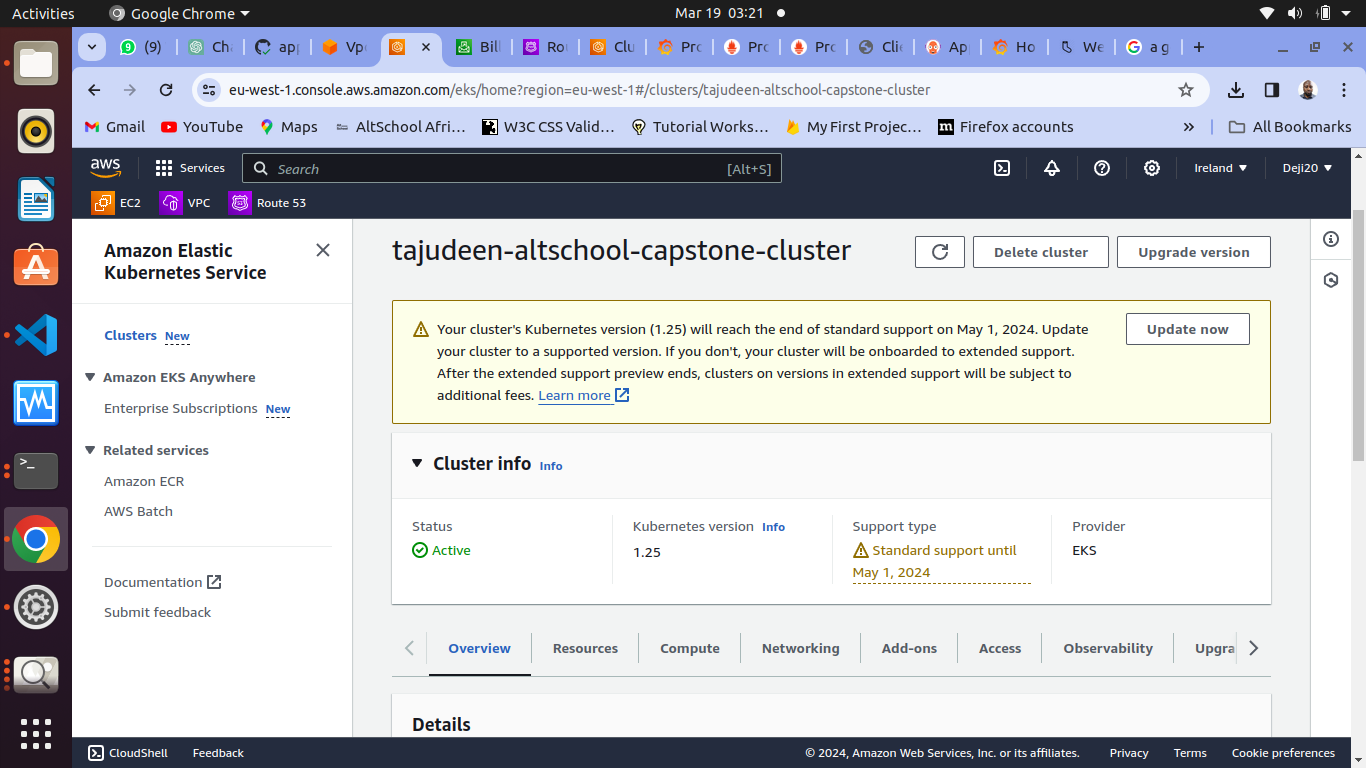 Activities
Google Chrome
Mar 19 03:21
(9)
Ch
app
Vp
Bill
Ro
Clu
Pro
Pro
Pro
Clie
Ap
Ho
We
a g
eu-west-1.console.aws.amazon.com/eks/home?region=eu-west-1#/clusters/tajudeen-altschool-capstone-cluster
Gmail
YouTube
Maps
AltSchool Afri...
W3C CSS Valid...
Tutorial Works...
My First Projec...
Firefox accounts
All Bookmarks
aws
Services
Search
[Alt+S]
Ireland
Deji20
EC2
VPC
Route 53
Amazon Elastic
Kubernetes Service
Clusters New
Amazon EKS Anywhere
Enterprise Subscriptions New
Related services
Amazon ECR
AWS Batch
Documentation
Submit feedback
tajudeen-altschool-capstone-cluster
Delete cluster
Upgrade version
Your cluster's Kubernetes version (1.25) will reach the end of standard support on May 1, 2024. Update
your cluster to a supported version. If you don't, your cluster will be onboarded to extended support.
After the extended support preview ends, clusters on versions in extended support will be subject to
additional fees. Learn more
Update now
Cluster info Info
Status
Active
Kubernetes version Info
1.25
Support type
Standard support until
May 1, 2024
Provider
EKS
Overview
Resources
Compute
Networking
Add-ons
Access
Observability
Upgra
Details
CloudShell
Feedback
© 2024, Amazon Web Services, Inc. or its affiliates.
Privacy
Terms
Cookie preferences